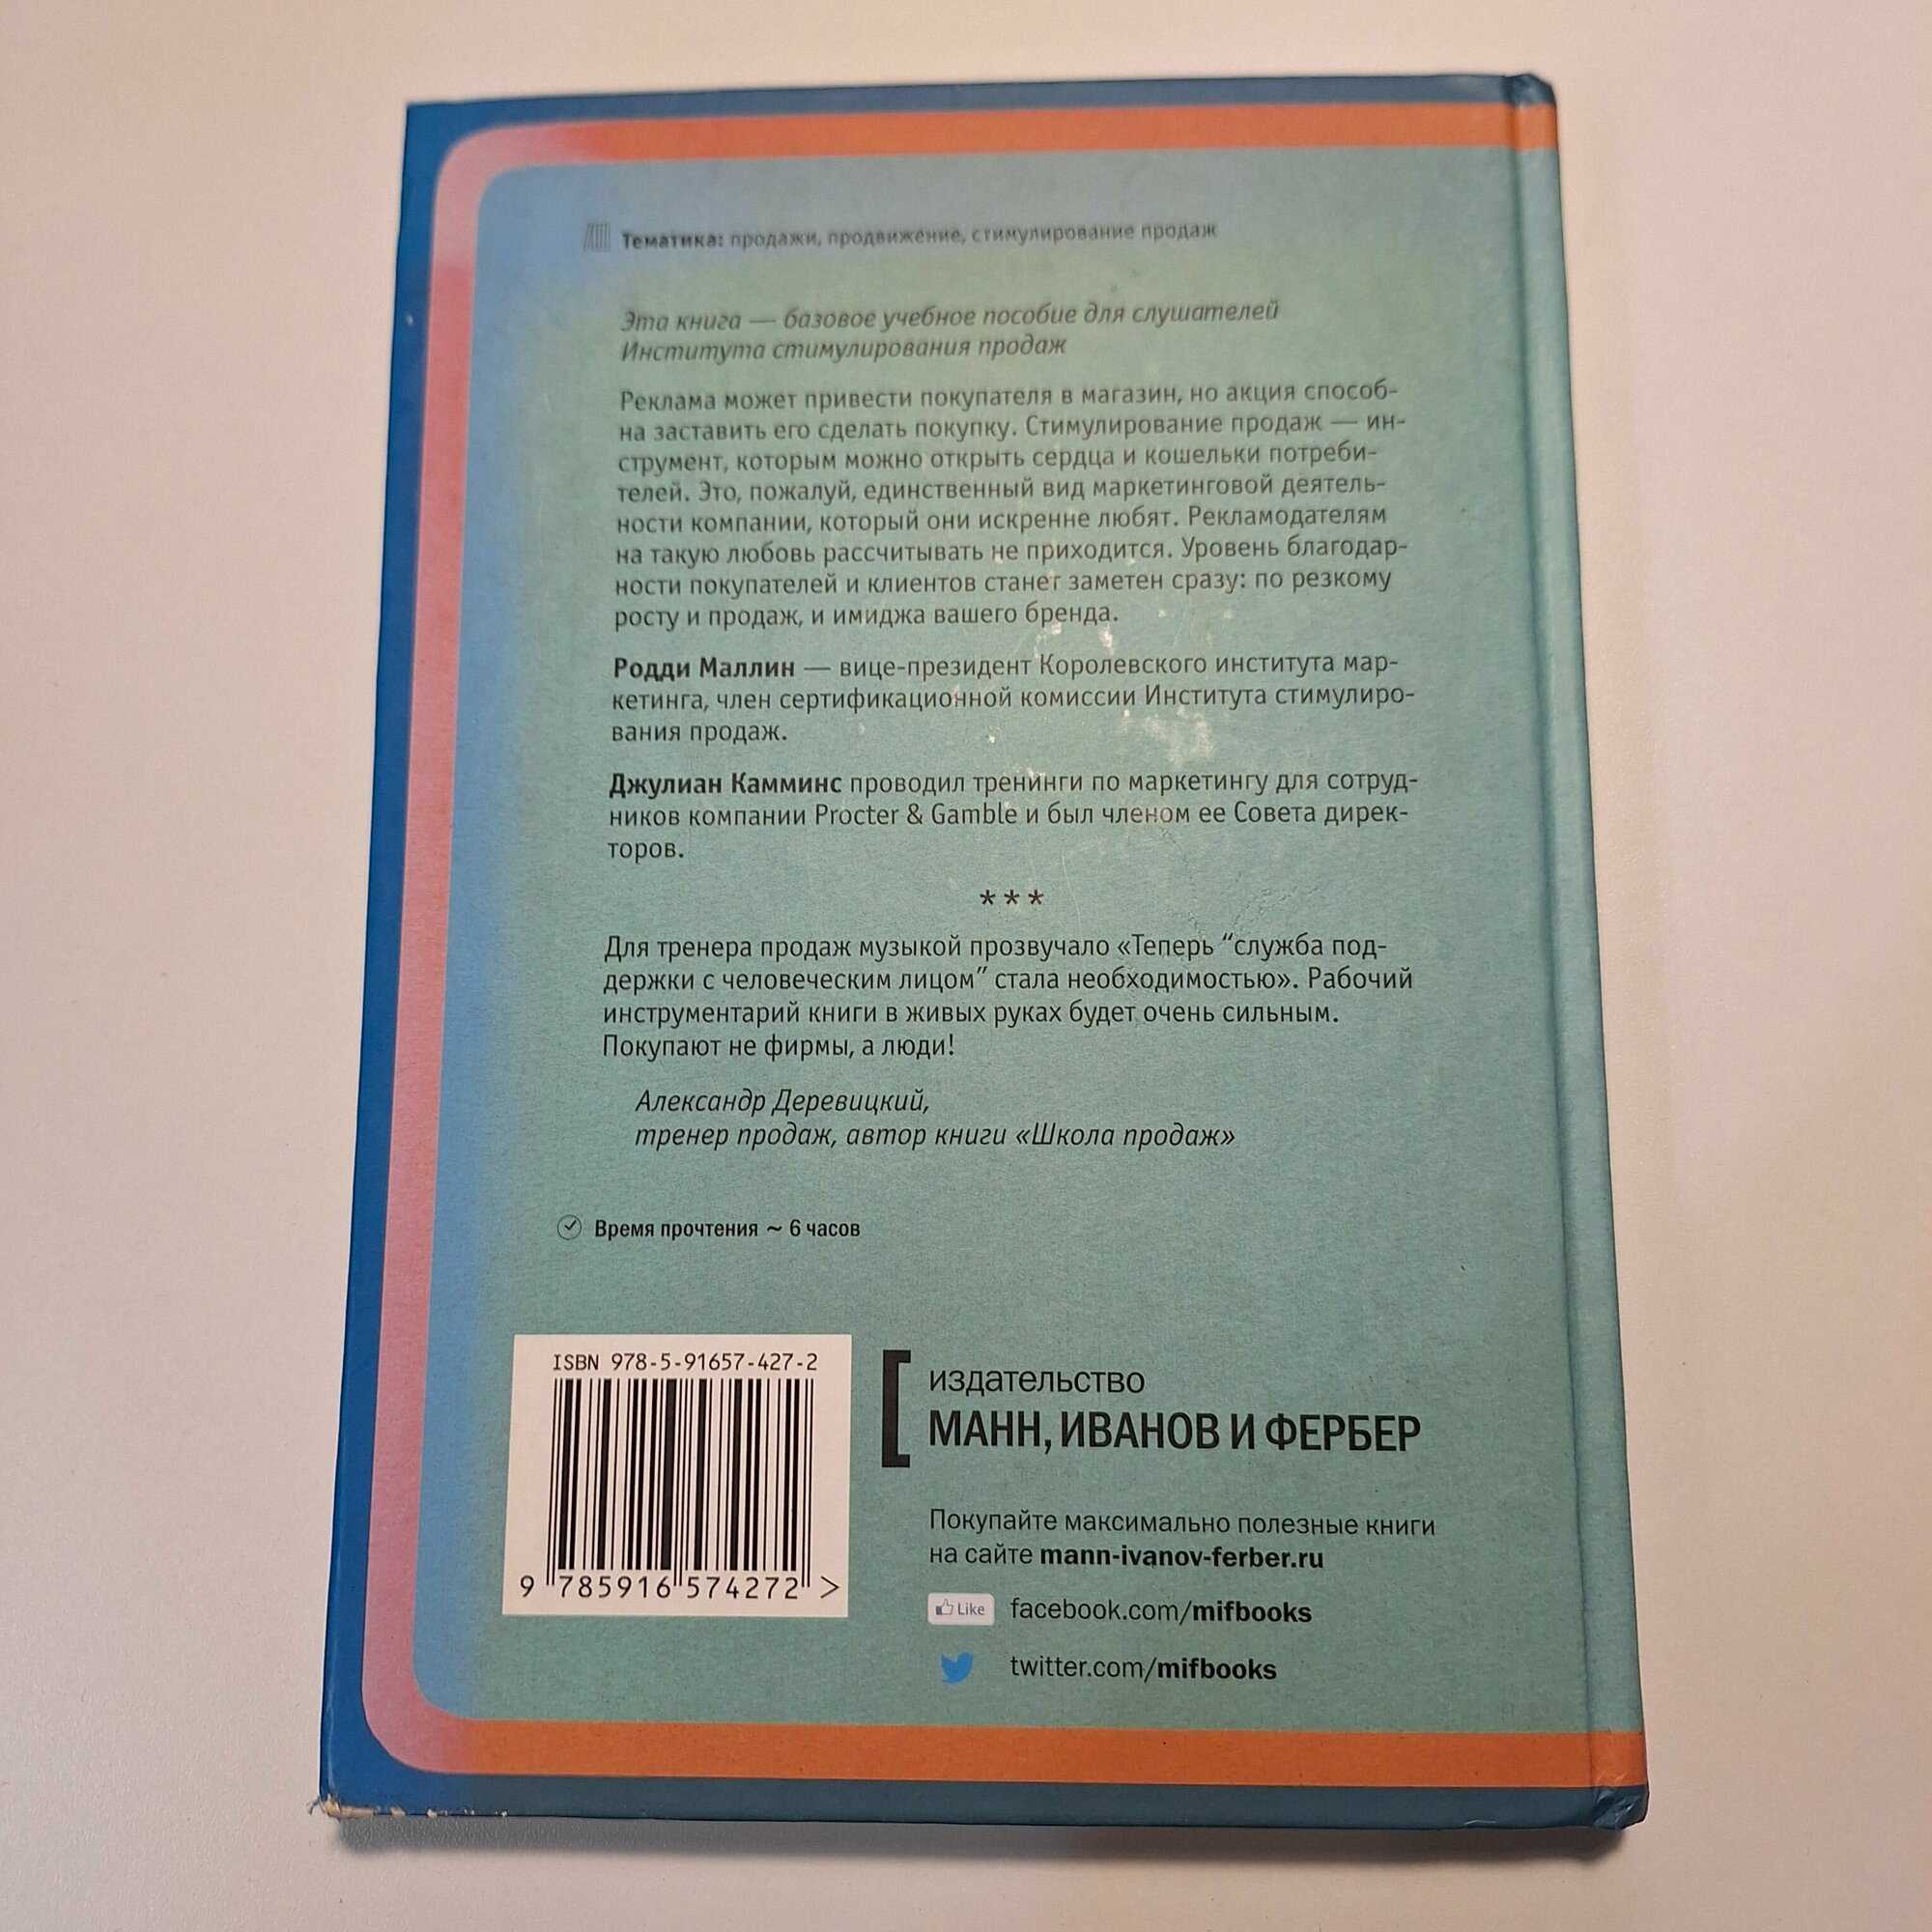 Тематика: продажи, продвижение, стимулирование продаж
Эта книга — базовое учебное пособие для слушателей
Института стимулирования продаж
Реклама может привести покупателя в магазин, но акция способ-
на заставить его сделать покупку. Стимулирование продаж — ин-
струмент, которым можно открыть сердца и кошельки потреби-
телей. Это, пожалуй, единственный вид маркетинговой деятель-
ности компании, который они искренне любят. Рекламодателям
на такую любовь рассчитывать не приходится. Уровень благодар-
ности покупателей и клиентов станет заметен сразу: по резкому
росту и продаж, и имиджа вашего бренда.
Родди Маллин — вице-президент Королевского института мар-
кетинга, член сертификационной комиссии Института стимулиро-
вания продаж.
Джулиан Камминс проводил тренинги по маркетингу для сотруд-
ников компании Procter & Gamble и был членом ее Совета дирек-
торов.
***
Для тренера продаж музыкой прозвучало «Теперь “служба под-
держки с человеческим лицом” стала необходимостью». Рабочий
инструментарий книги в живых руках будет очень сильным.
Покупают не фирмы, а люди!
Александр Деревицкий,
тренер продаж, автор книги «Школа продаж»
Время прочтения ~ 6 часов
ISBN 978-5-91657-427-2
9 785916 574272 >
издательство
МАНН, ИВАНОВ И ФЕРБЕР
Покупайте максимально полезные книги
на сайте mann-ivanov-ferber.ru
Like facebook.com/mifbooks
twitter.com/mifbooks